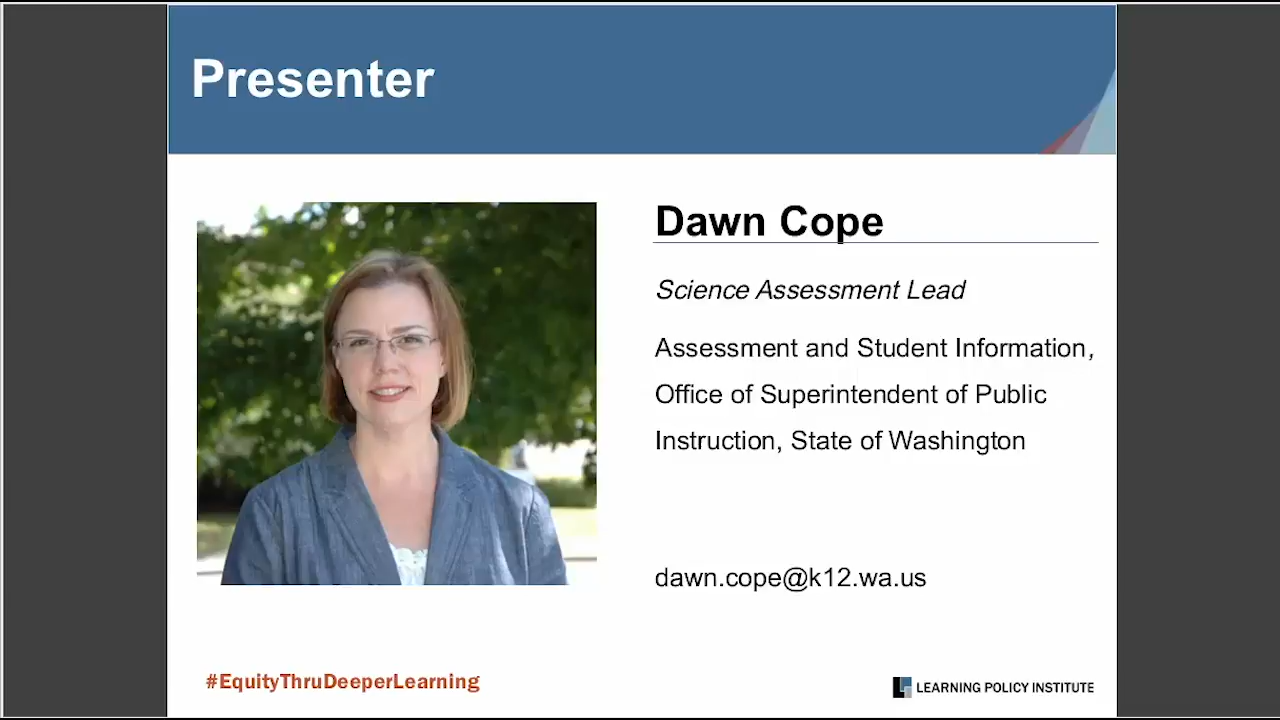 Presenter
Dawn Cope
Science Assessment Lead
Assessment and Student Information,
Office of Superintendent of Public
Instruction, State of Washington
dawn.cope@k12.wa.us
#EquityThruDeeperLearning
LEARNING POLICY INSTITUTE